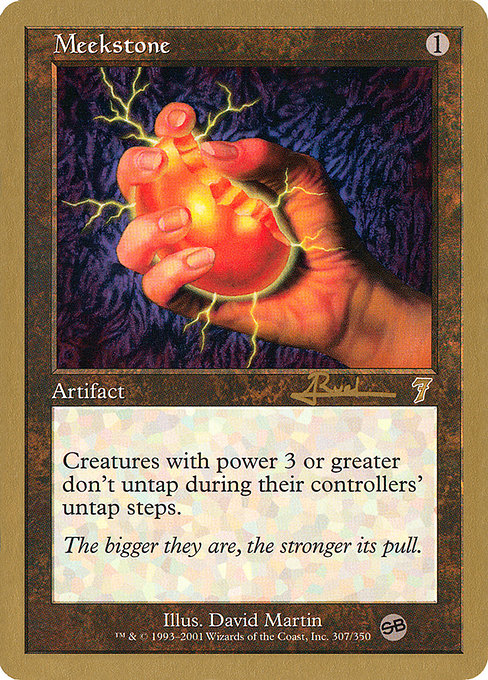 Meekstone 1
Artifact
7
Creatures with power 3 or greater
don't untap during their controllers'
untap steps.
The bigger they are, the stronger its pull.
Illus. David Martin
™ & © 1993–2001 Wizards of the Coast, Inc. 307/350
SB